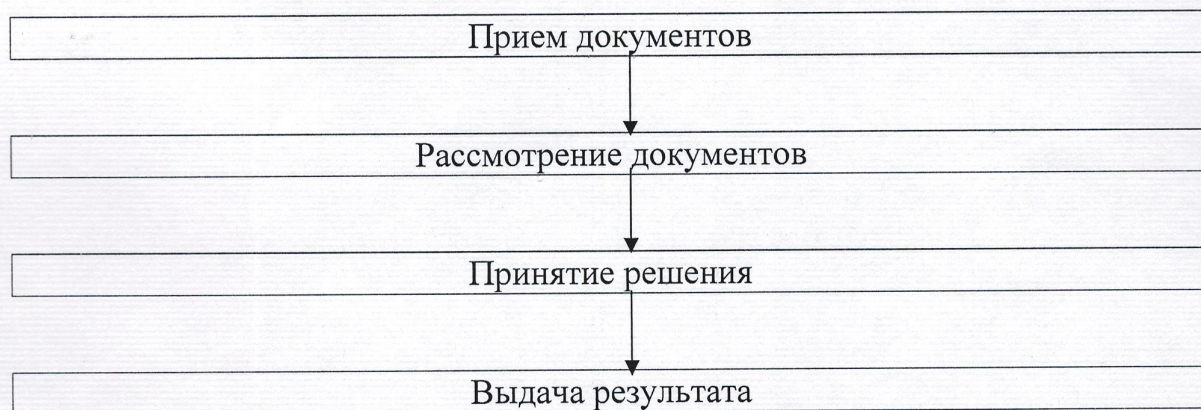 Прием документов
Рассмотрение документов
Принятие решения
Выдача результата